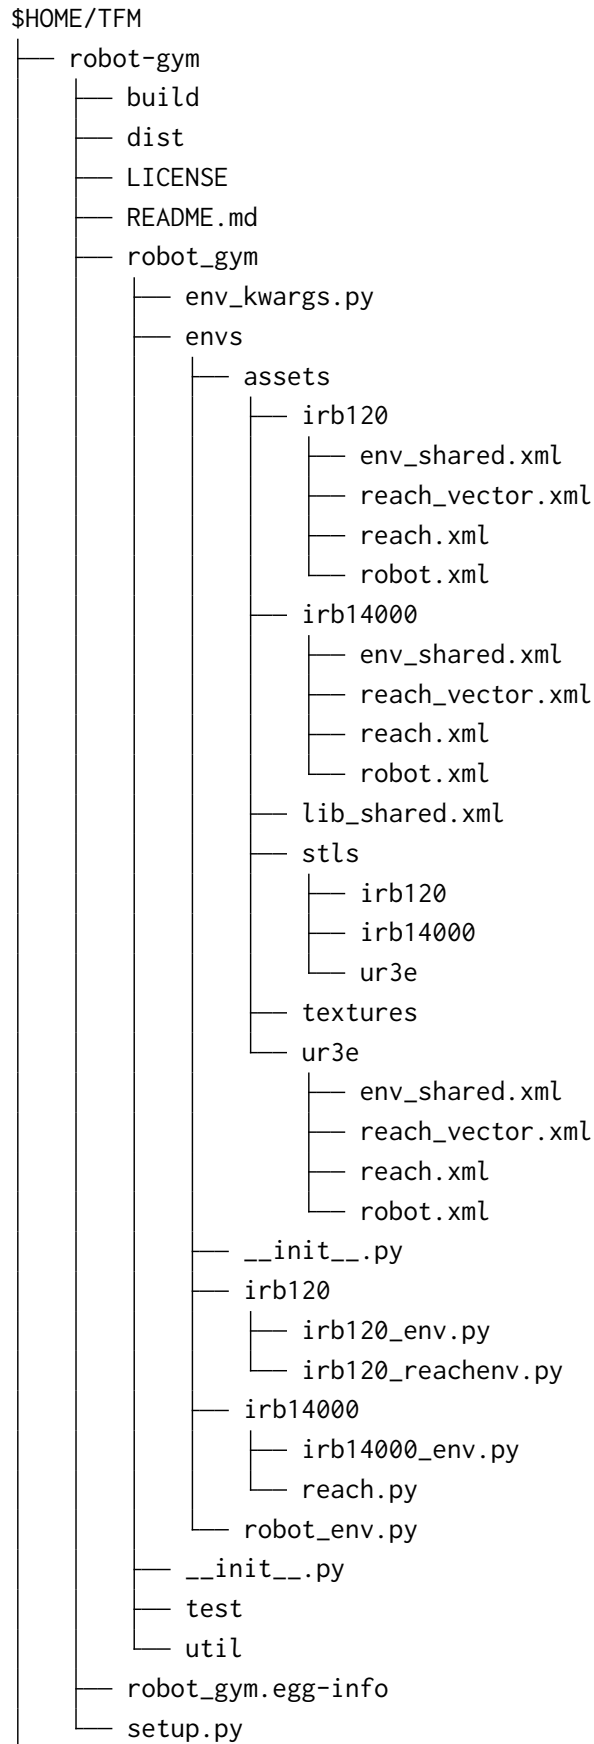 $HOME/TFM
robot-gym
build
dist
LICENSE
README.md
robot_gym
env_kwargs.py
envs
assets
irb120
env_shared.xml
reach_vector.xml
reach.xml
robot.xml
irb14000
env_shared.xml
reach_vector.xml
reach.xml
robot.xml
lib_shared.xml
stls
irb120
irb14000
ur3e
textures
ur3e
env_shared.xml
reach_vector.xml
reach.xml
robot.xml
__init__.py
irb120
irb120_env.py
irb120_reachenv.py
irb14000
irb14000_env.py
reach.py
robot_env.py
__init__.py
test
util
robot_gym.egg-info
setup.py